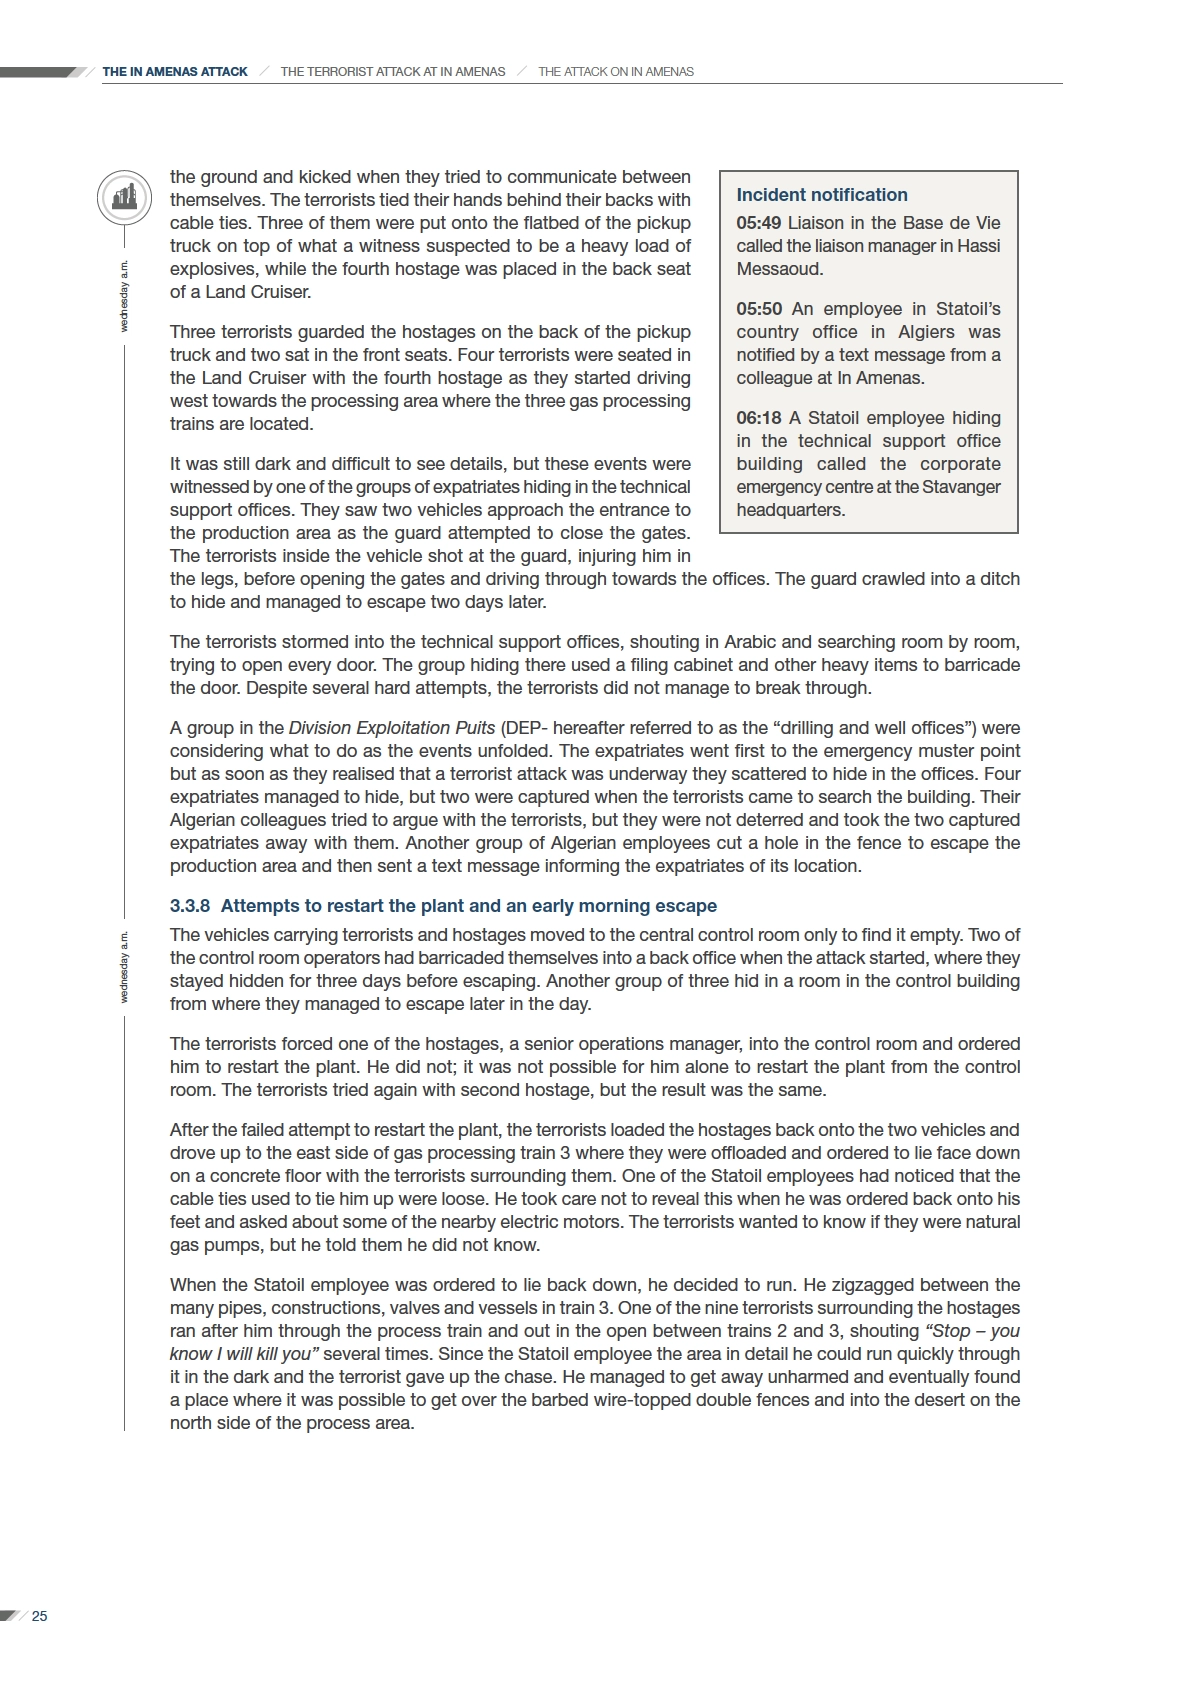 THE IN AMENAS ATTACK / THE TERRORIST ATTACK AT IN AMENAS / THE ATTACK ON IN AMENAS
wednesday a.m.
the ground and kicked when they tried to communicate between
themselves. The terrorists tied their hands behind their backs with
cable ties. Three of them were put onto the flatbed of the pickup
truck on top of what a witness suspected to be a heavy load of
explosives, while the fourth hostage was placed in the back seat
of a Land Cruiser.
Three terrorists guarded the hostages on the back of the pickup
truck and two sat in the front seats. Four terrorists were seated in
the Land Cruiser with the fourth hostage as they started driving
west towards the processing area where the three gas processing
trains are located.
It was still dark and difficult to see details, but these events were
witnessed by one of the groups of expatriates hiding in the technical
support offices. They saw two vehicles approach the entrance to
the production area as the guard attempted to close the gates.
The terrorists inside the vehicle shot at the guard, injuring him in
the legs, before opening the gates and driving through towards the offices. The guard crawled into a ditch
to hide and managed to escape two days later.
Incident notification
05:49 Liaison in the Base de Vie
called the liaison manager in Hassi
Messaoud.
05:50 An employee in Statoil’s
country office in Algiers was
notified by a text message from a
colleague at In Amenas.
06:18 A Statoil employee hiding
in the technical support office
building called the corporate
emergency centre at the Stavanger
headquarters.
The terrorists stormed into the technical support offices, shouting in Arabic and searching room by room,
trying to open every door. The group hiding there used a filing cabinet and other heavy items to barricade
the door. Despite several hard attempts, the terrorists did not manage to break through.
A group in the Division Exploitation Puits (DEP- hereafter referred to as the “drilling and well offices”) were
considering what to do as the events unfolded. The expatriates went first to the emergency muster point
but as soon as they realised that a terrorist attack was underway they scattered to hide in the offices. Four
expatriates managed to hide, but two were captured when the terrorists came to search the building. Their
Algerian colleagues tried to argue with the terrorists, but they were not deterred and took the two captured
expatriates away with them. Another group of Algerian employees cut a hole in the fence to escape the
production area and then sent a text message informing the expatriates of its location.
3.3.8 Attempts to restart the plant and an early morning escape
wednesday a.m.
The vehicles carrying terrorists and hostages moved to the central control room only to find it empty. Two of
the control room operators had barricaded themselves into a back office when the attack started, where they
stayed hidden for three days before escaping. Another group of three hid in a room in the control building
from where they managed to escape later in the day.
The terrorists forced one of the hostages, a senior operations manager, into the control room and ordered
him to restart the plant. He did not; it was not possible for him alone to restart the plant from the control
room. The terrorists tried again with second hostage, but the result was the same.
After the failed attempt to restart the plant, the terrorists loaded the hostages back onto the two vehicles and
drove up to the east side of gas processing train 3 where they were offloaded and ordered to lie face down
on a concrete floor with the terrorists surrounding them. One of the Statoil employees had noticed that the
cable ties used to tie him up were loose. He took care not to reveal this when he was ordered back onto his
feet and asked about some of the nearby electric motors. The terrorists wanted to know if they were natural
gas pumps, but he told them he did not know.
When the Statoil employee was ordered to lie back down, he decided to run. He zigzagged between the
many pipes, constructions, valves and vessels in train 3. One of the nine terrorists surrounding the hostages
ran after him through the process train and out in the open between trains 2 and 3, shouting “Stop – you
know I will kill you” several times. Since the Statoil employee the area in detail he could run quickly through
it in the dark and the terrorist gave up the chase. He managed to get away unharmed and eventually found
a place where it was possible to get over the barbed wire-topped double fences and into the desert on the
north side of the process area.
25